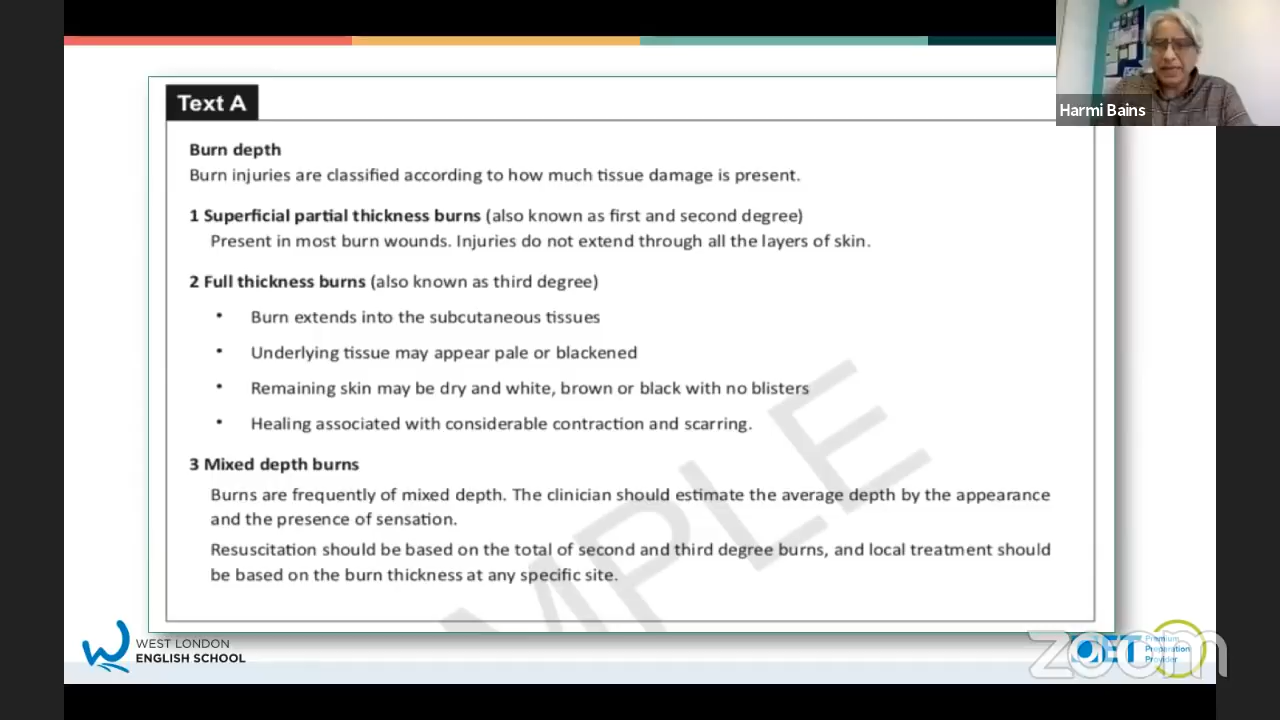 Text A
Harmi Bains
Burn depth
Burn injuries are classified according to how much tissue damage is present.
1 Superficial partial thickness burns (also known as first and second degree)
Present in most burn wounds. Injuries do not extend through all the layers of skin.
2 Full thickness burns (also known as third degree)
• Burn extends into the subcutaneous tissues
• Underlying tissue may appear pale or blackened
• Remaining skin may be dry and white, brown or black with no blisters
• Healing associated with considerable contraction and scarring.
3 Mixed depth burns
Burns are frequently of mixed depth. The clinician should estimate the average depth by the appearance
and the presence of sensation.
Resuscitation should be based on the total of second and third degree burns, and local treatment should
be based on the burn thickness at any specific site.
MPLE
WEST LONDON
ENGLISH SCHOOL
OET
Premium
Preparation
Provider
zoom